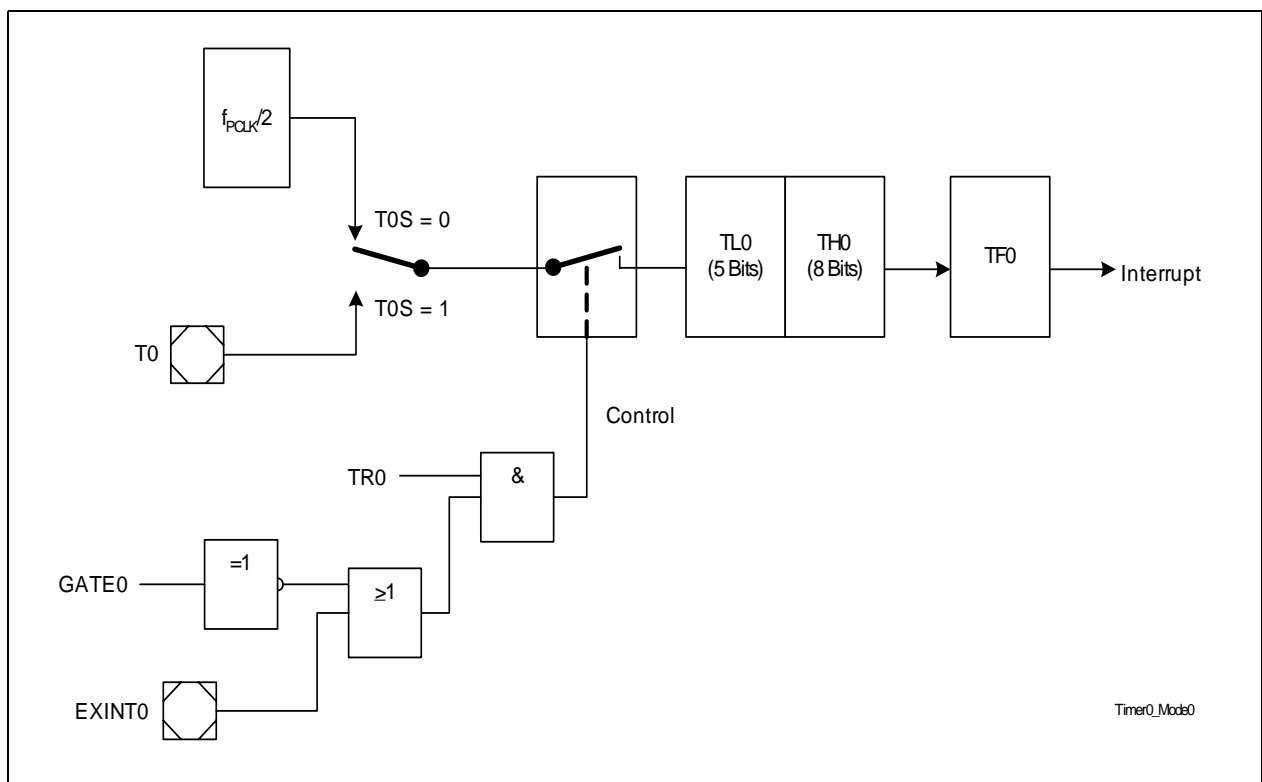 fPCLK/2
T0S = 0
TL0
(5 Bits)
TH0
(8 Bits)
TF0
Interrupt
T0S = 1
T0
Control
TR0
&
=1
GATE0
≥1
EXINT0
Timer0_Mode0